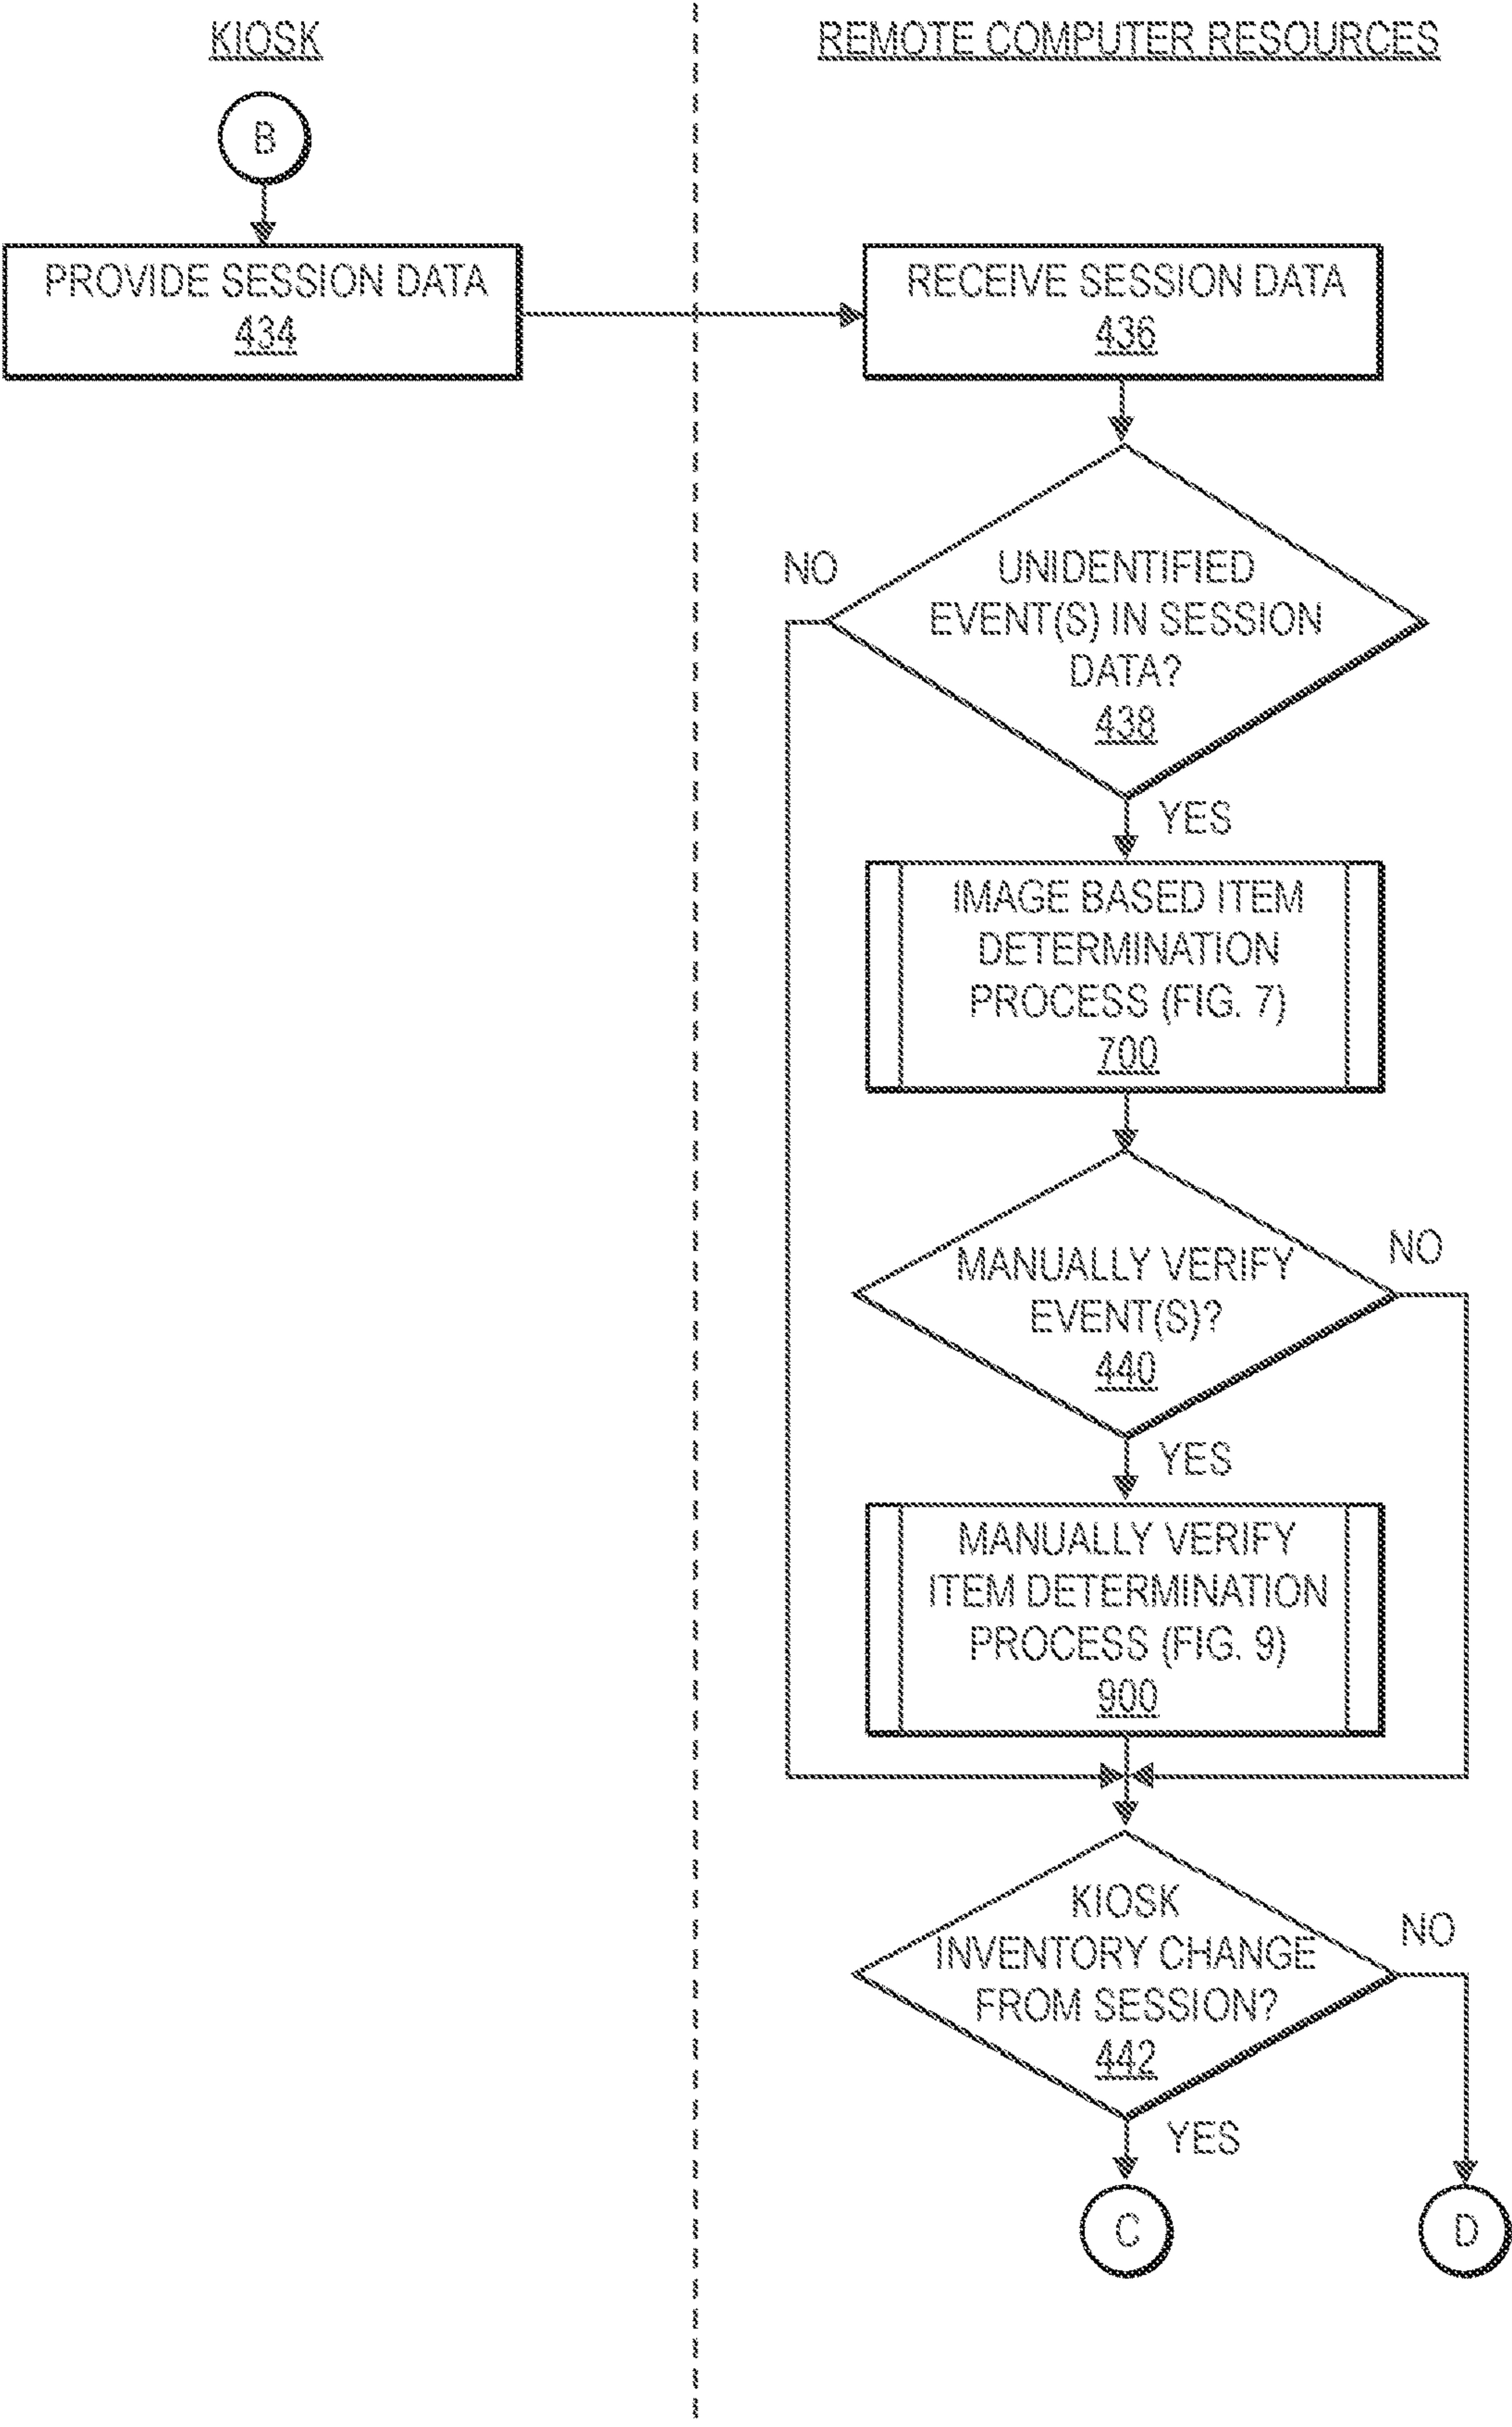 KIOSK
REMOTE COMPUTER RESOURCES
B
PROVIDE SESSION DATA
434
RECEIVE SESSION DATA
436
NO
UNIDENTIFIED
EVENT(S) IN SESSION
DATA?
438
YES
IMAGE BASED ITEM
DETERMINATION
PROCESS (FIG. 7)
700
NO
MANUALLY VERIFY
EVENT(S)?
440
YES
MANUALLY VERIFY
ITEM DETERMINATION
PROCESS (FIG. 9)
900
KIOSK
INVENTORY CHANGE
FROM SESSION?
442
NO
YES
C
D